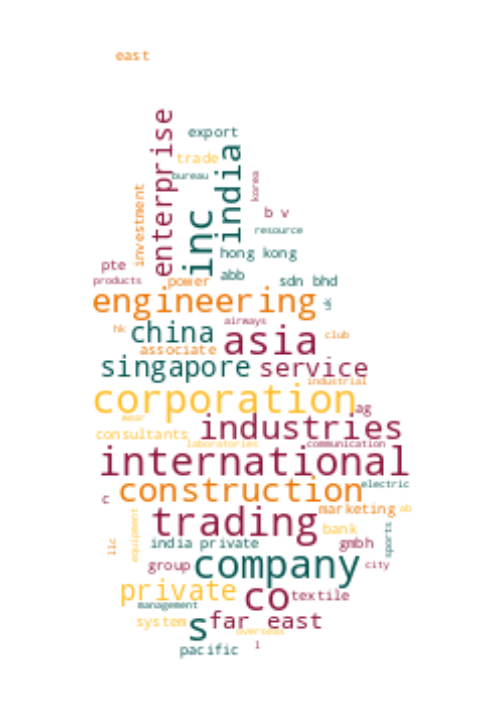 east
enterprise
export
trade
india
bureau
korea
investment
inc
b v
resource
hong kong
pte
abb
products
power
sdn bhd
engineering
uk
airways
hk
china
asia
club
associate
singapore
service
industrial
corporation
ag
wear
industries
consultants
laboratories
communication
international
construction
electric
c
trading
marketing
ab
equipment
bank
sports
llc
india private
gmbh
group
company
city
private
co
textile
management
system
s
far east
overseas
pacific
l